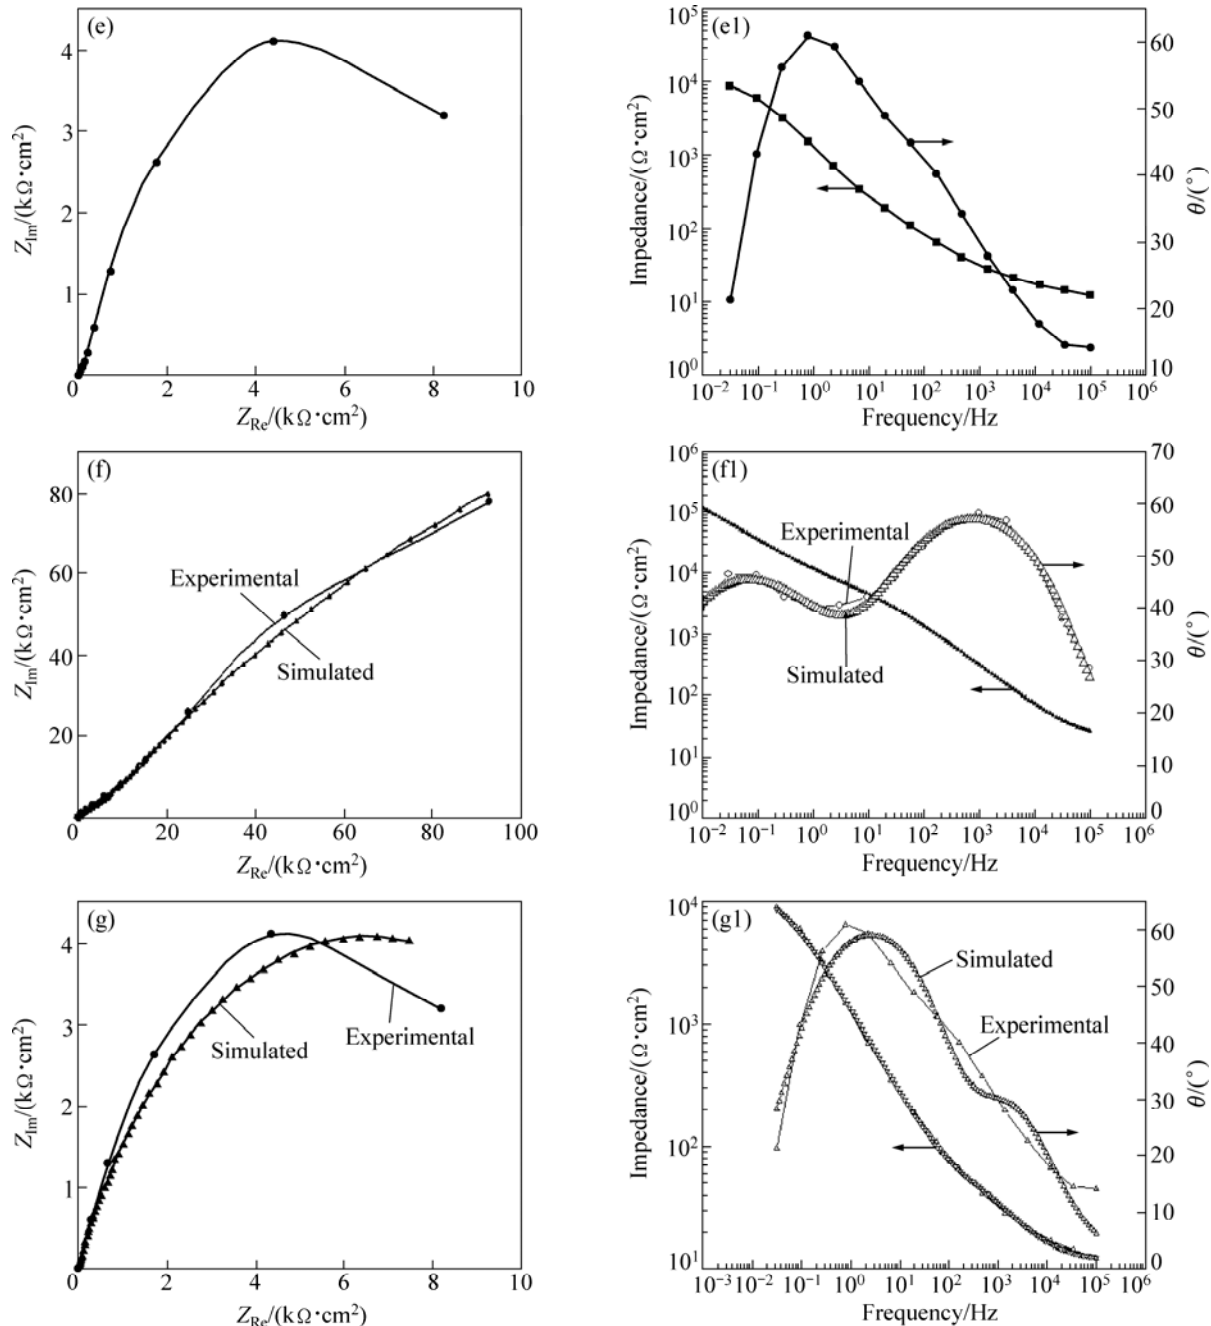 (e)
4
3
2
1
0
2
4
6
8
10
Z_Im/(kΩ·cm²)
Z_Re/(kΩ·cm²)
(e1)
10⁵
10⁴
10³
10²
10¹
10⁰
60
50
40
30
20
10
10⁻² 10⁻¹ 10⁰ 10¹ 10² 10³ 10⁴ 10⁵ 10⁶
Impedance/(Ω·cm²)
θ/(°)
Frequency/Hz
(f)
80
60
40
20
0 20 40 60 80 100
Experimental
Simulated
Z_Im/(kΩ·cm²)
Z_Re/(kΩ·cm²)
(f1)
10⁶
10⁵
10⁴
10³
10²
10¹
10⁰
70
60
50
40
30
20
10
0
Experimental
Simulated
10⁻² 10⁻¹ 10⁰ 10¹ 10² 10³ 10⁴ 10⁵ 10⁶
Impedance/(Ω·cm²)
θ/(°)
Frequency/Hz
(g)
4
3
2
1
0 2 4 6 8 10
Simulated
Experimental
Z_Im/(kΩ·cm²)
Z_Re/(kΩ·cm²)
(g1)
10⁴
10³
10²
10¹
60
50
40
30
20
10
0
Simulated
Experimental
10⁻³ 10⁻² 10⁻¹ 10⁰ 10¹ 10² 10³ 10⁴ 10⁵ 10⁶
Impedance/(Ω·cm²)
θ/(°)
Frequency/Hz